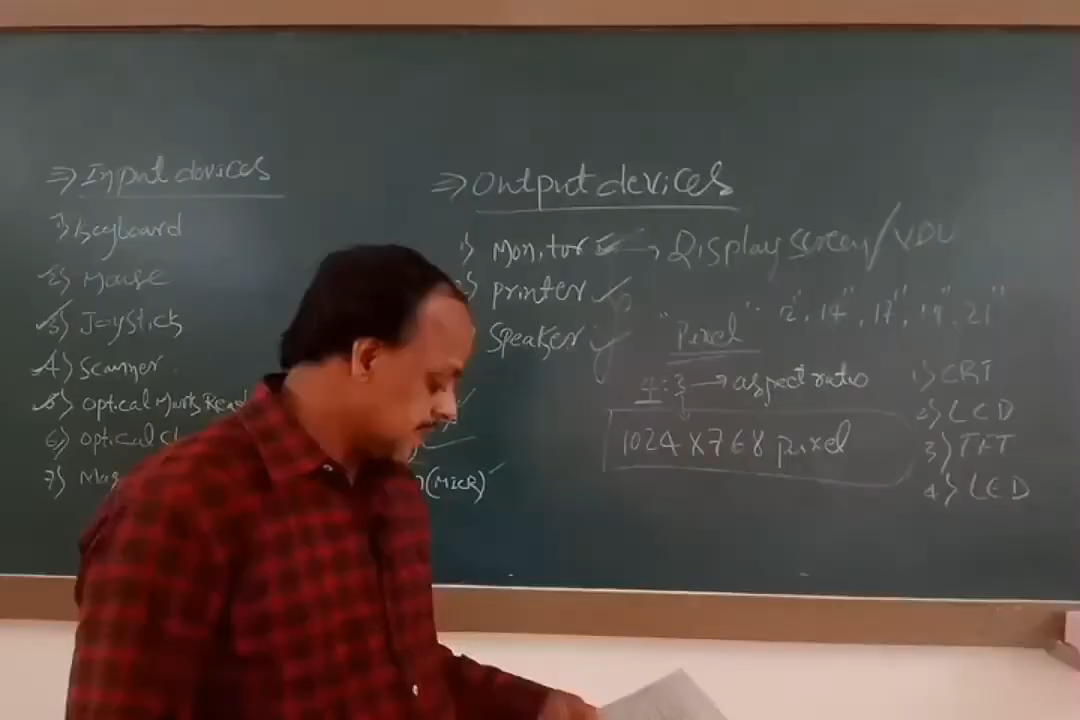 ⇒ Input devices
1) Keyboard
2) Mouse
3) Joystick
4) Scanner
5) Optical Mark Read
6) Optical C
7) Mag
(MICR)
⇒ Output devices
1) Monitor → Display screen/VDU
2) printer
Speaker
"Pixel" 12", 14", 17", 19", 21"
4:3 → aspect ratio
1024 X 768 pixel
1) CRT
2) LCD
3) TFT
4) LED